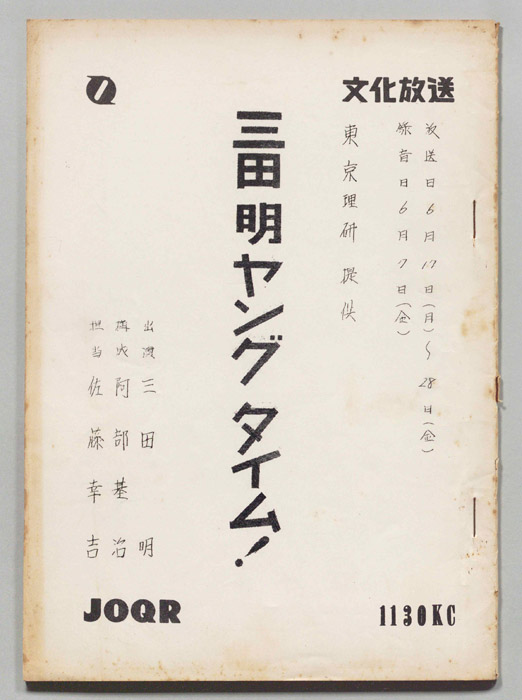 文化放送
放送日 6月17日(月)〜28日(金)
録音日 6月7日(金)
東京理研 提供
三田 明 ヤング タイム!
出演 三田 明
構成 阿部基治
担当 佐藤幸吉
JOQR
1130KC